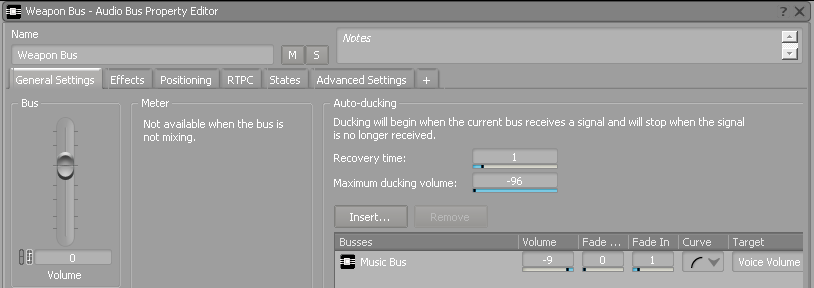 Weapon Bus - Audio Bus Property Editor
Name
Notes
Weapon Bus
M S
General Settings Effects Positioning RTPC States Advanced Settings +
Bus
Meter
Auto-ducking
Not available when the bus is
not mixing.
Ducking will begin when the current bus receives a signal and will stop when the signal
is no longer received.
Recovery time: 1
Maximum ducking volume: -96
Insert... Remove
Busses Volume Fade ... Fade In Curve Target
Music Bus -9 0 1 Voice Volume
0
Volume